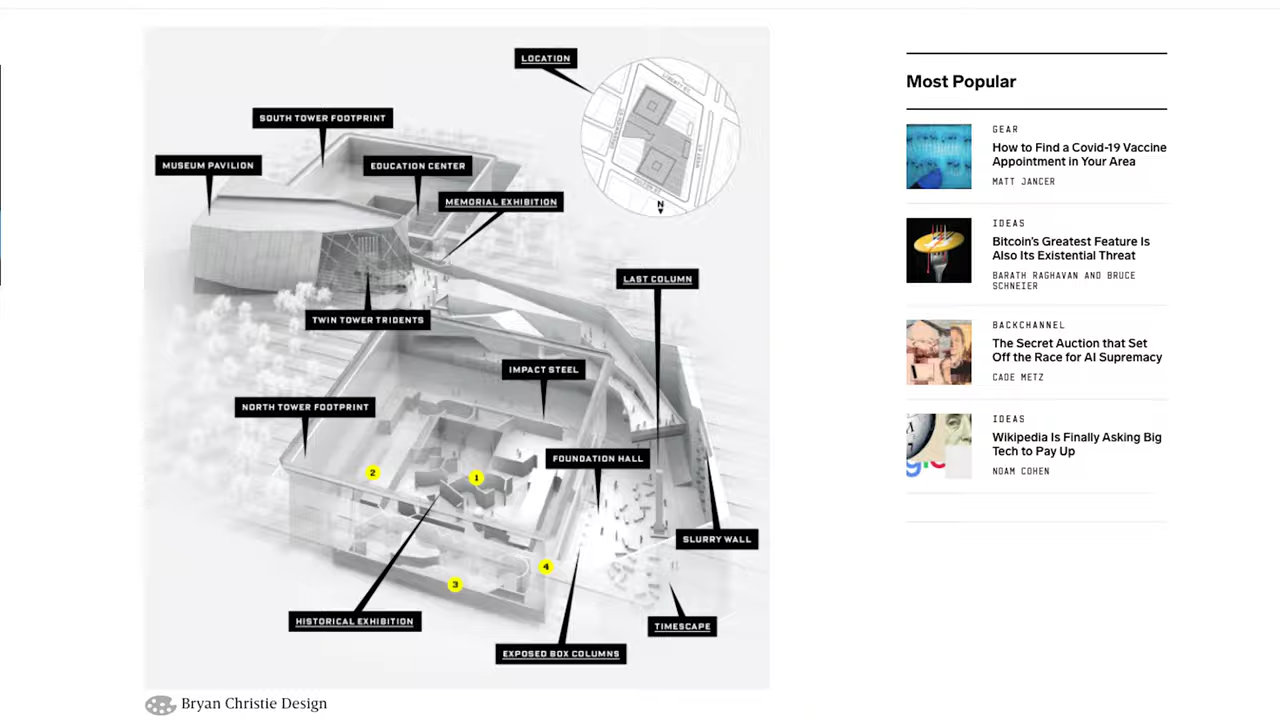 LOCATION
SOUTH TOWER FOOTPRINT
MUSEUM PAVILION
EDUCATION CENTER
MEMORIAL EXHIBITION
LIBERTY ST.
N
LAST COLUMN
TWIN TOWER TRIDENTS
IMPACT STEEL
NORTH TOWER FOOTPRINT
FOUNDATION HALL
2
1
SLURRY WALL
4
3
HISTORICAL EXHIBITION
TIMESCAPE
EXPOSED BOX COLUMNS
Bryan Christie Design
Most Popular
GEAR
How to Find a Covid-19 Vaccine
Appointment in Your Area
MATT JANCER
IDEAS
Bitcoin's Greatest Feature Is
Also Its Existential Threat
BARATH RAGHAVAN AND BRUCE
SCHNEIER
BACKCHANNEL
The Secret Auction that Set
Off the Race for AI Supremacy
CADE METZ
IDEAS
Wikipedia Is Finally Asking Big
Tech to Pay Up
NOAM COHEN